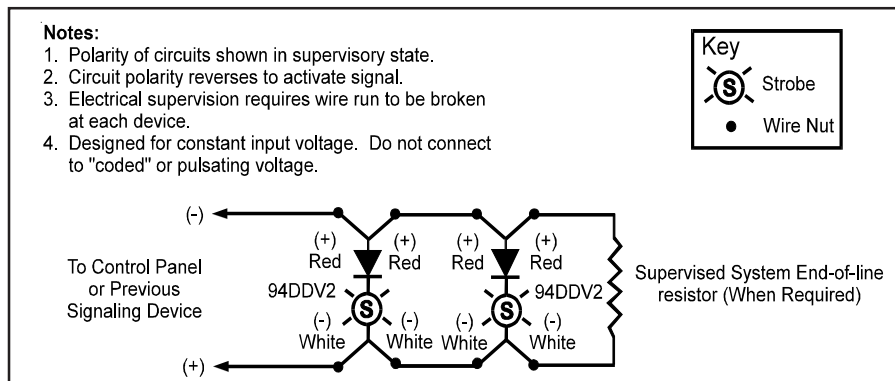 Notes:
1. Polarity of circuits shown in supervisory state.
2. Circuit polarity reverses to activate signal.
3. Electrical supervision requires wire run to be broken
at each device.
4. Designed for constant input voltage. Do not connect
to "coded" or pulsating voltage.
Key
S Strobe
Wire Nut
(-)
(+) (+) (+) (+)
Red Red Red Red
To Control Panel
or Previous
Signaling Device
94DDV2 S
S 94DDV2
Supervised System End-of-line
resistor (When Required)
(-) (-) (-) (-)
White White White White
(+)